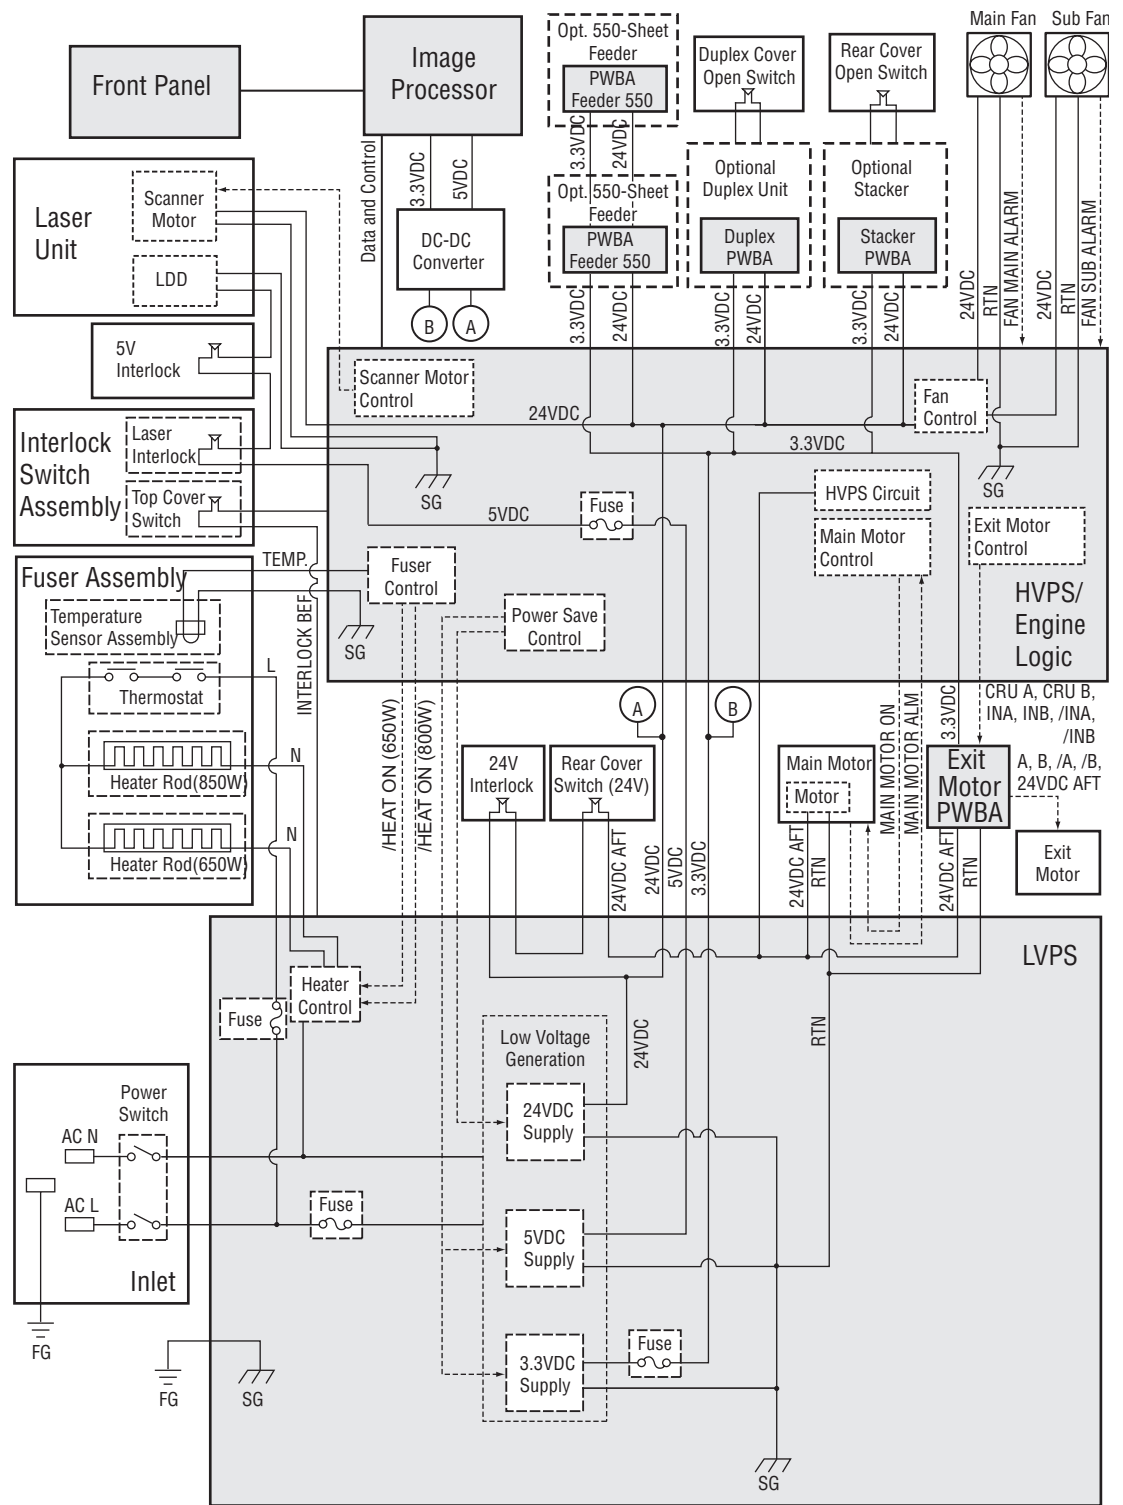 Main Fan
Sub Fan
Front Panel
Image
Processor
Opt. 550-Sheet
Feeder
PWBA
Feeder 550
Duplex Cover
Open Switch
Rear Cover
Open Switch
Data and Control
3.3VDC
5VDC
3.3VDC
24VDC
Laser
Unit
Scanner
Motor
LDD
DC-DC
Converter
B
A
Opt. 550-Sheet
Feeder
PWBA
Feeder 550
Optional
Duplex Unit
Duplex
PWBA
Optional
Stacker
Stacker
PWBA
3.3VDC
24VDC
3.3VDC
24VDC
3.3VDC
24VDC
24VDC
RTN
FAN MAIN ALARM
24VDC
RTN
FAN SUB ALARM
5V
Interlock
Scanner Motor
Control
Fan
Control
24VDC
3.3VDC
Interlock
Switch
Assembly
Laser
Interlock
Top Cover
Switch
SG
SG
5VDC
Fuse
HVPS Circuit
Main Motor
Control
Exit Motor
Control
HVPS/
Engine
Logic
Fuser Assembly
TEMP.
Fuser
Control
Temperature
Sensor Assembly
SG
Power Save
Control
L
Thermostat
INTERLOCK BEF
N
Heater Rod(850W)
N
Heater Rod(650W)
/HEAT ON (650W)
/HEAT ON (800W)
A
B
24V
Interlock
Rear Cover
Switch (24V)
24VDC AFT
24VDC
5VDC
3.3VDC
Main Motor
Motor
24VDC AFT
RTN
MAIN MOTOR ON
MAIN MOTOR ALM
3.3VDC
CRU A, CRU B,
INA, INB, /INA,
/INB
Exit
Motor
PWBA
A, B, /A, /B,
24VDC AFT
24VDC AFT
RTN
Exit
Motor
LVPS
Heater
Control
Fuse
Low Voltage
Generation
24VDC
RTN
24VDC
Supply
Power
Switch
AC N
AC L
Inlet
FG
Fuse
5VDC
Supply
3.3VDC
Supply
Fuse
FG
SG
SG